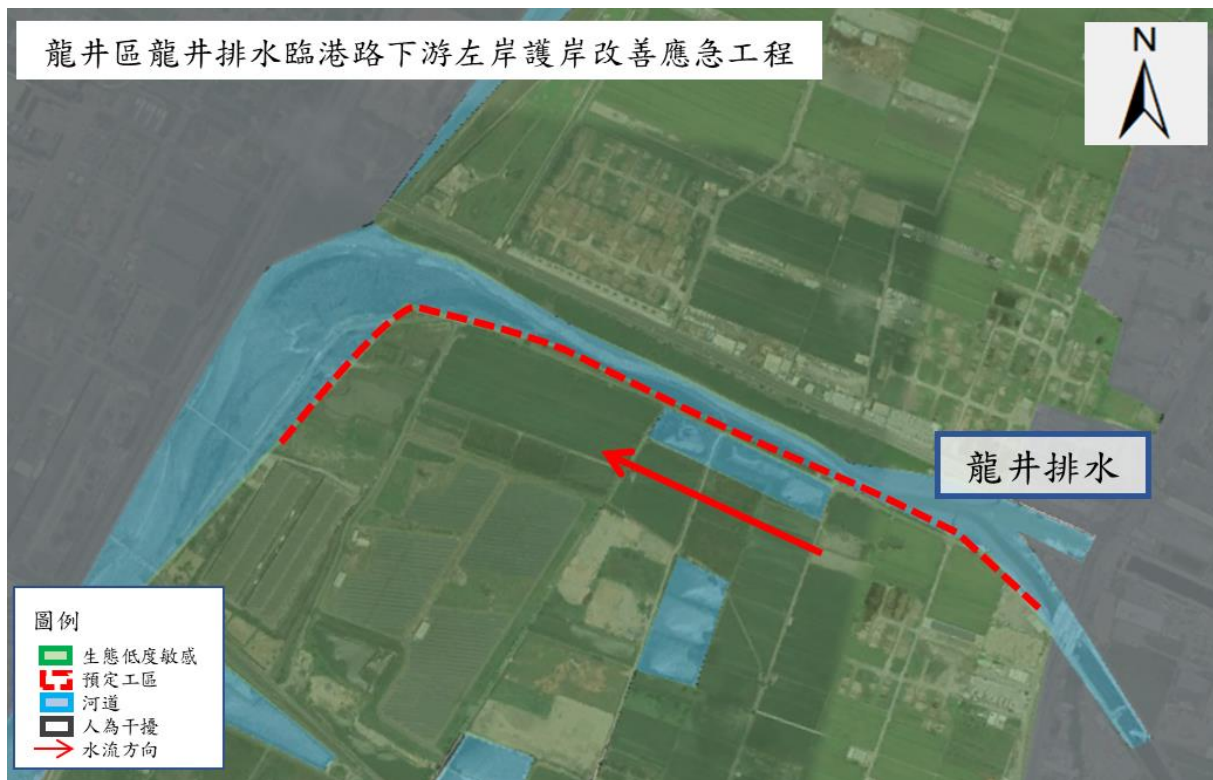 龍井區龍井排水臨港路下游左岸護岸改善應急工程
N
龍井排水
圖例
生態低度敏感
預定工區
河道
人為干擾
水流方向